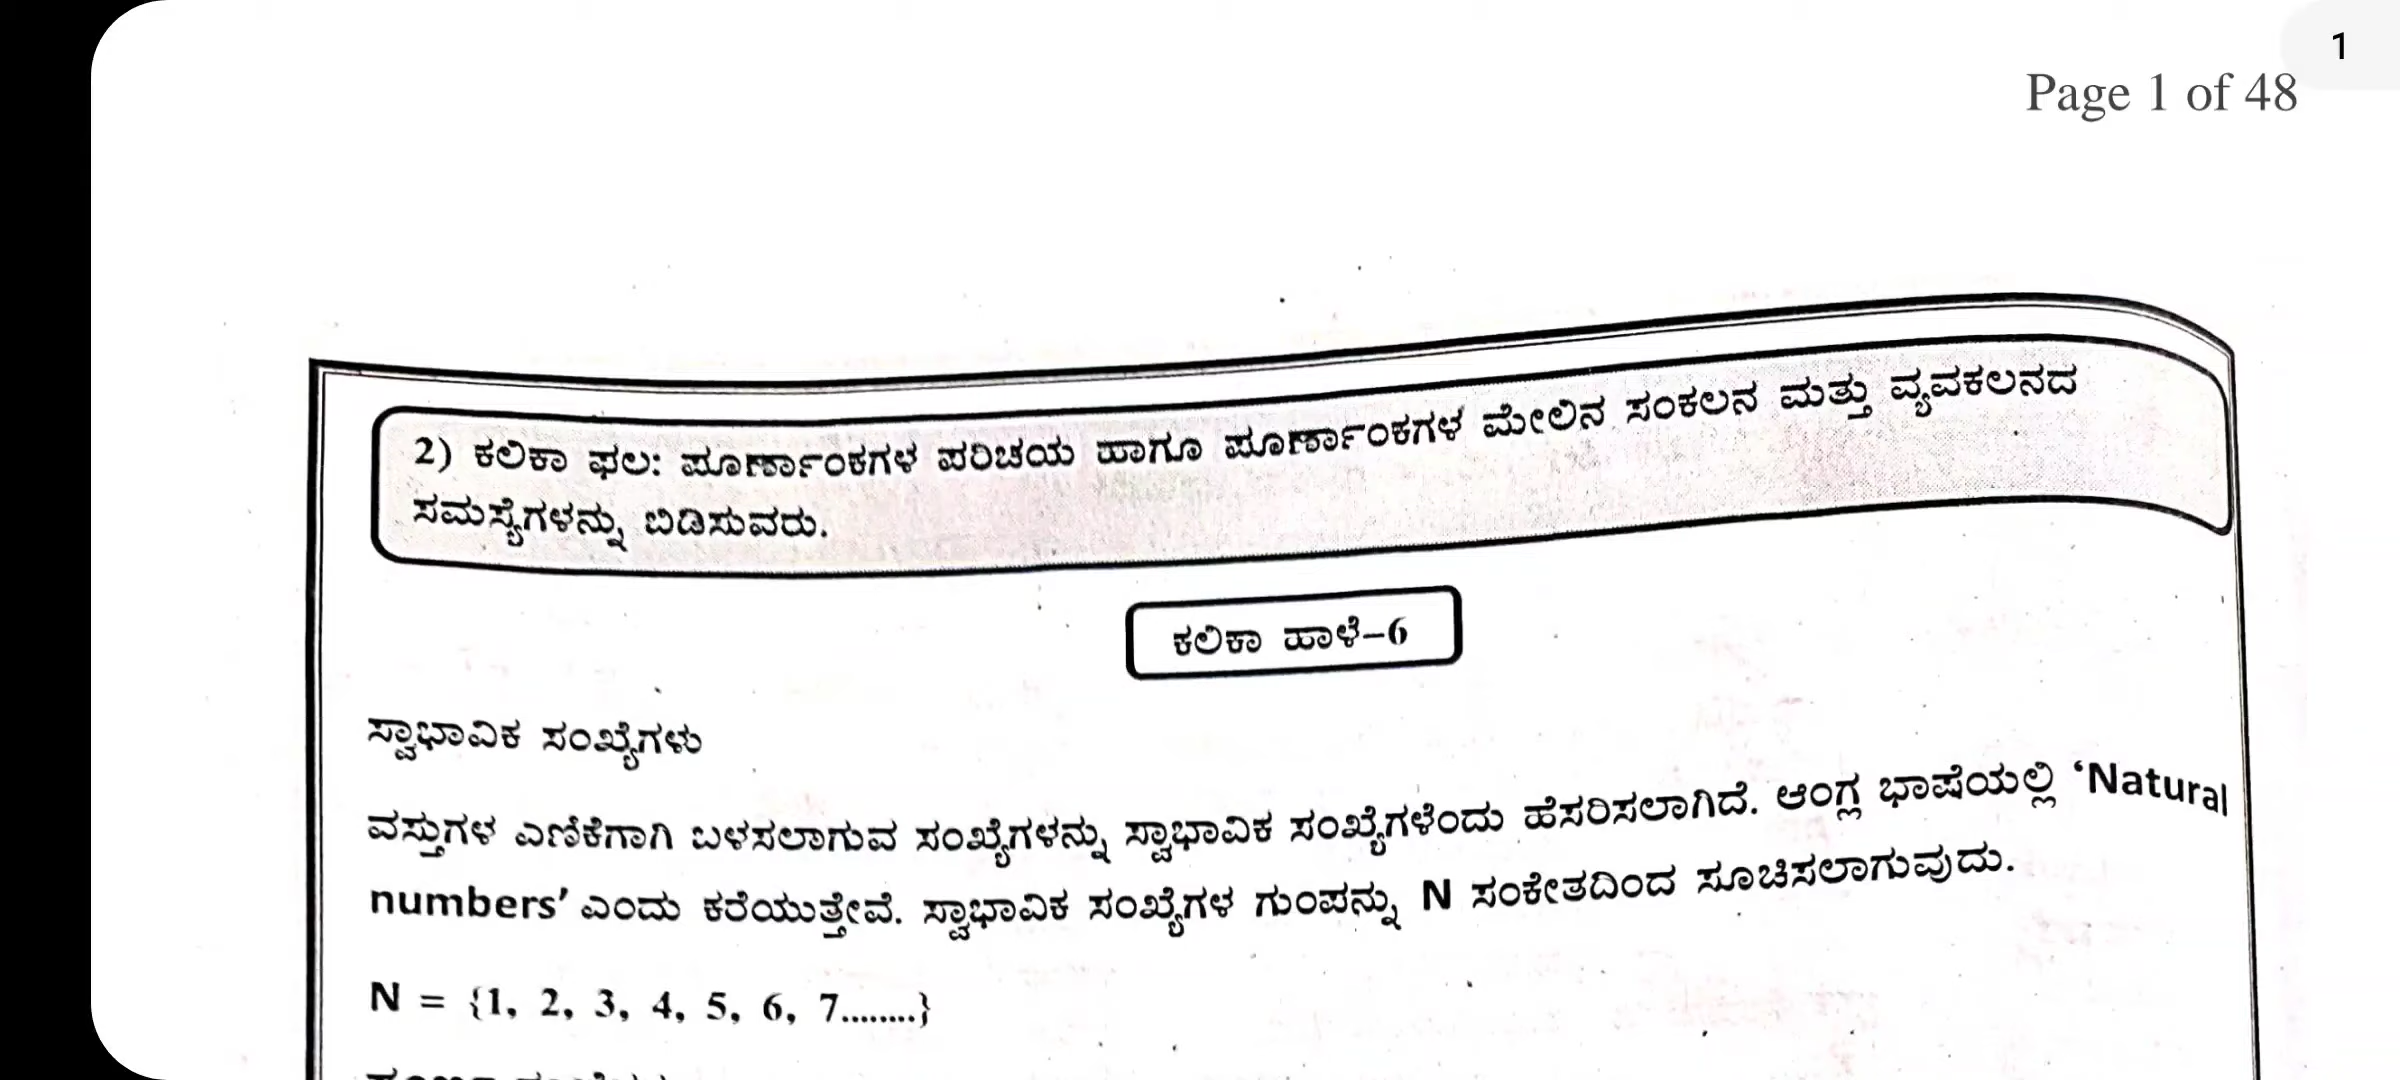 1
Page 1 of 48
2) ಕಲಿಕಾ ಫಲ: ಪೂರ್ಣಾಂಕಗಳ ಪರಿಚಯ ಹಾಗೂ ಪೂರ್ಣಾಂಕಗಳ ಮೇಲಿನ ಸಂಕಲನ ಮತ್ತು ವ್ಯವಕಲನದ
ಸಮಸ್ಯೆಗಳನ್ನು ಬಿಡಿಸುವರು.
ಕಲಿಕಾ ಹಾಳೆ–6
ಸ್ವಾಭಾವಿಕ ಸಂಖ್ಯೆಗಳು
ವಸ್ತುಗಳ ಎಣಿಕೆಗಾಗಿ ಬಳಸಲಾಗುವ ಸಂಖ್ಯೆಗಳನ್ನು ಸ್ವಾಭಾವಿಕ ಸಂಖ್ಯೆಗಳೆಂದು ಹೆಸರಿಸಲಾಗಿದೆ. ಆಂಗ್ಲ ಭಾಷೆಯಲ್ಲಿ ‘Natural
numbers’ ಎಂದು ಕರೆಯುತ್ತೇವೆ. ಸ್ವಾಭಾವಿಕ ಸಂಖ್ಯೆಗಳ ಗುಂಪನ್ನು N ಸಂಕೇತದಿಂದ ಸೂಚಿಸಲಾಗುವುದು.
N = {1, 2, 3, 4, 5, 6, 7........}